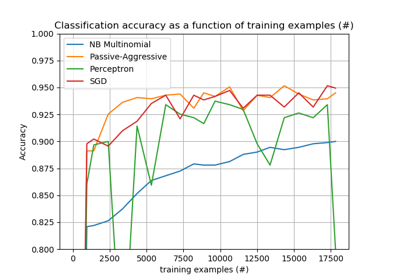 Classification accuracy as a function of training examples (#)
1.000
0.975
0.950
0.925
0.900
0.875
0.850
0.825
0.800
Accuracy
NB Multinomial
Passive-Aggressive
Perceptron
SGD
0 2500 5000 7500 10000 12500 15000 17500
training examples (#)